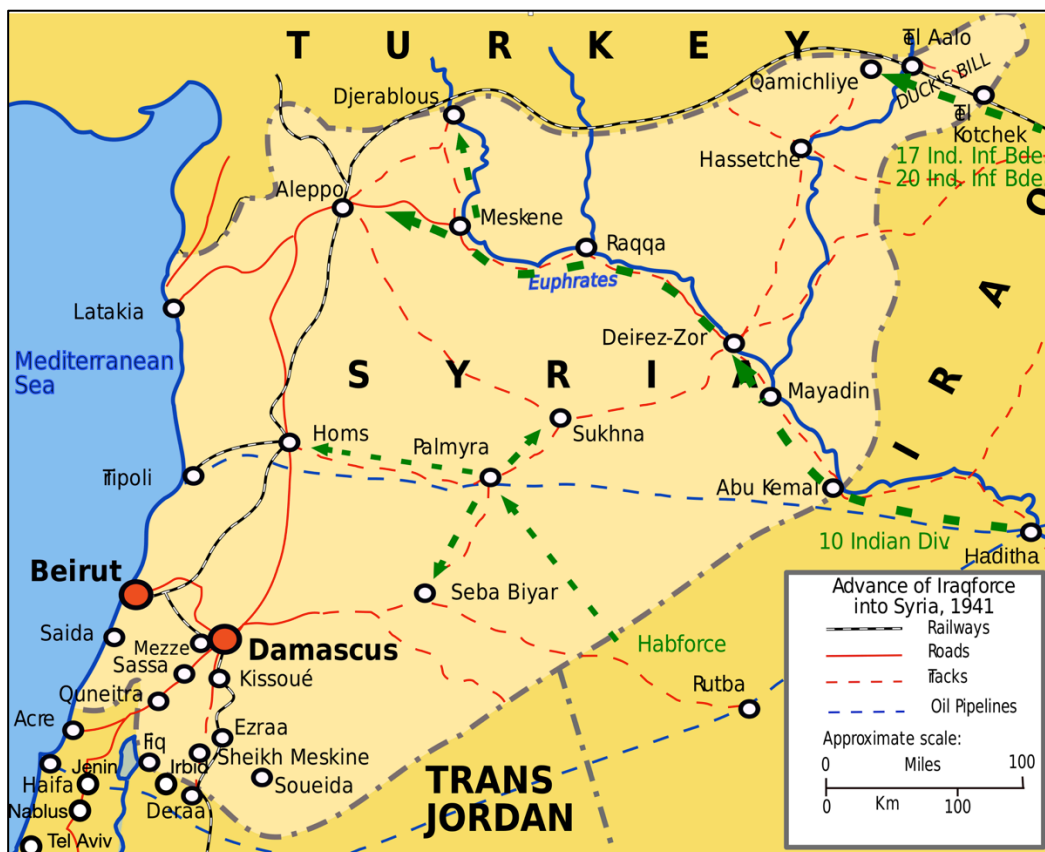 T U R K E Y
Tel Aalo
Qamichliye
DUCK'S BILL
Djerablous
Tel
Kotchek
Hassetche
17 Ind. Inf. Bde
20 Ind. Inf. Bde
Aleppo
Meskene
Raqqa
Euphrates
I R A Q
Latakia
Deir-ez-Zor
Mediterranean
Sea
S Y R I A
Mayadin
Homs
Palmyra
Sukhna
Tripoli
Abu Kemal
10 Indian Div.
Haditha
Beirut
Seba Biyar
Saida
Mezze
Damascus
Habforce
Sassa
Kissoué
Quneitra
Rutba
Acre
Ezraa
Fiq
Sheikh Meskine
Jenin
Irbid
Soueida
Haifa
Deraa
Nablus
Tel Aviv
TRANS
JORDAN
Advance of Iraqforce
into Syria, 1941
Railways
Roads
Tracks
Oil Pipelines
Approximate scale:
0 Miles 100
0 Km 100